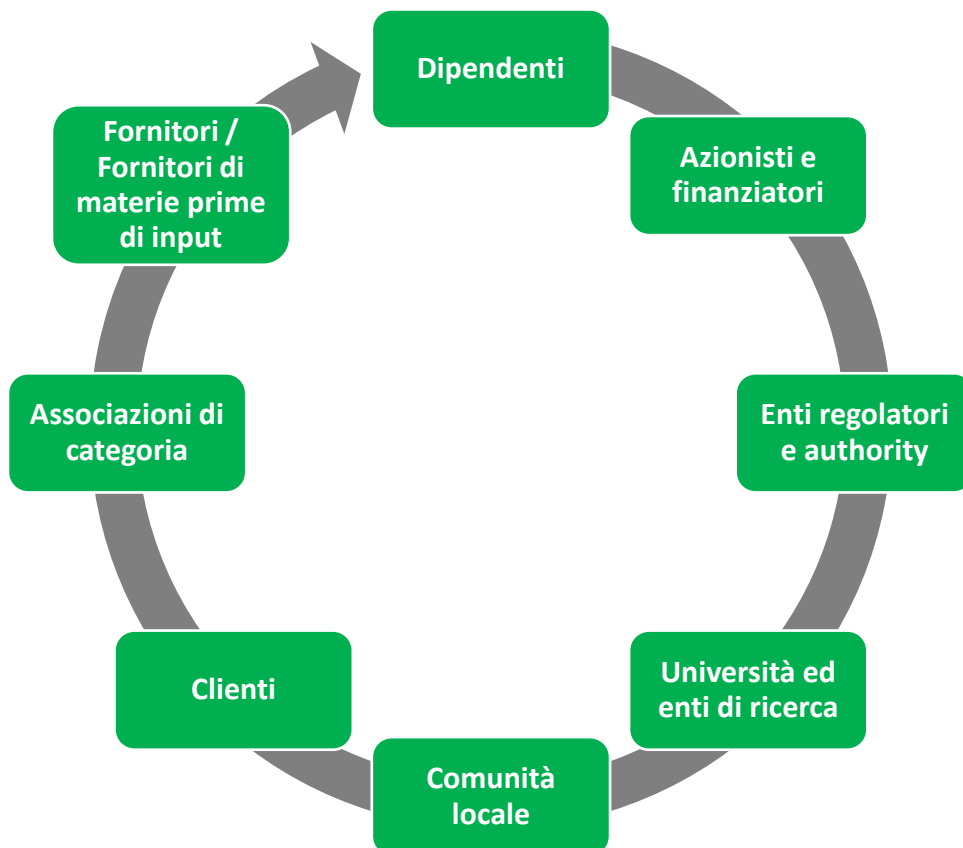 Dipendenti
Azionisti e
finanziatori
Enti regolatori
e authority
Università ed
enti di ricerca
Comunità
locale
Clienti
Associazioni di
categoria
Fornitori /
Fornitori di
materie prime
di input